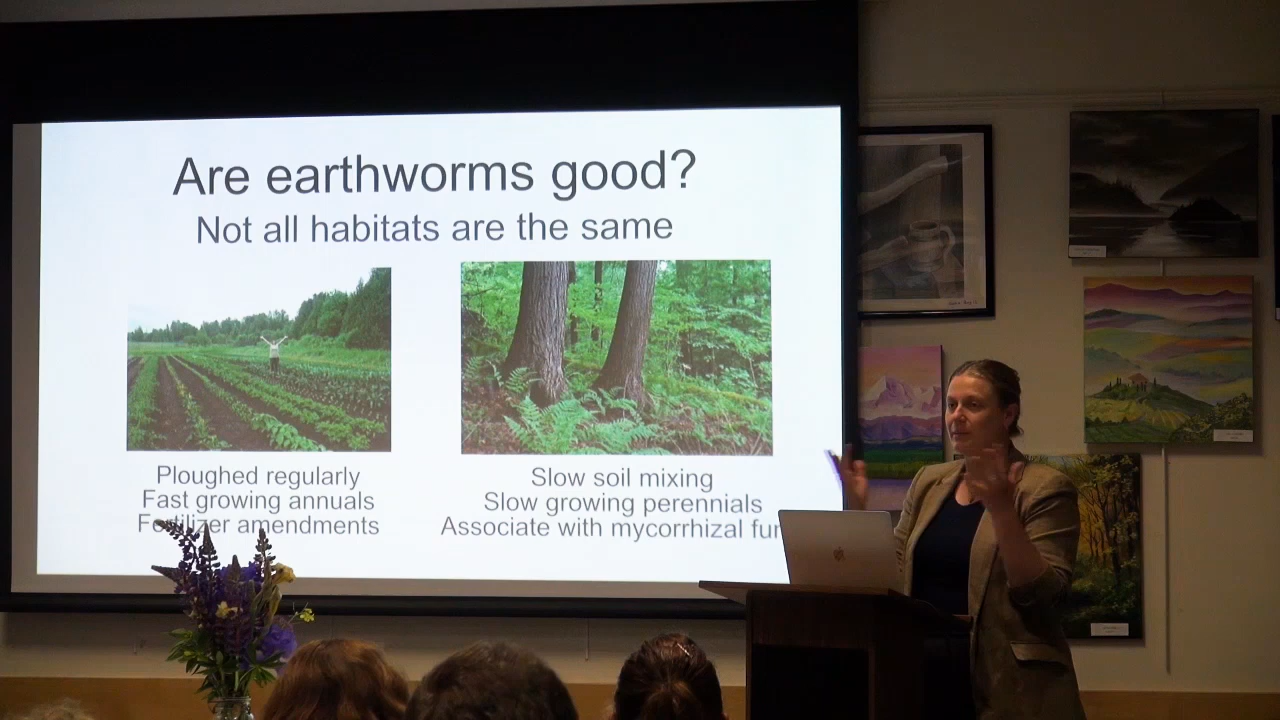 Are earthworms good?
Not all habitats are the same
Ploughed regularly
Fast growing annuals
Fertilizer amendments
Slow soil mixing
Slow growing perennials
Associate with mycorrhizal fun